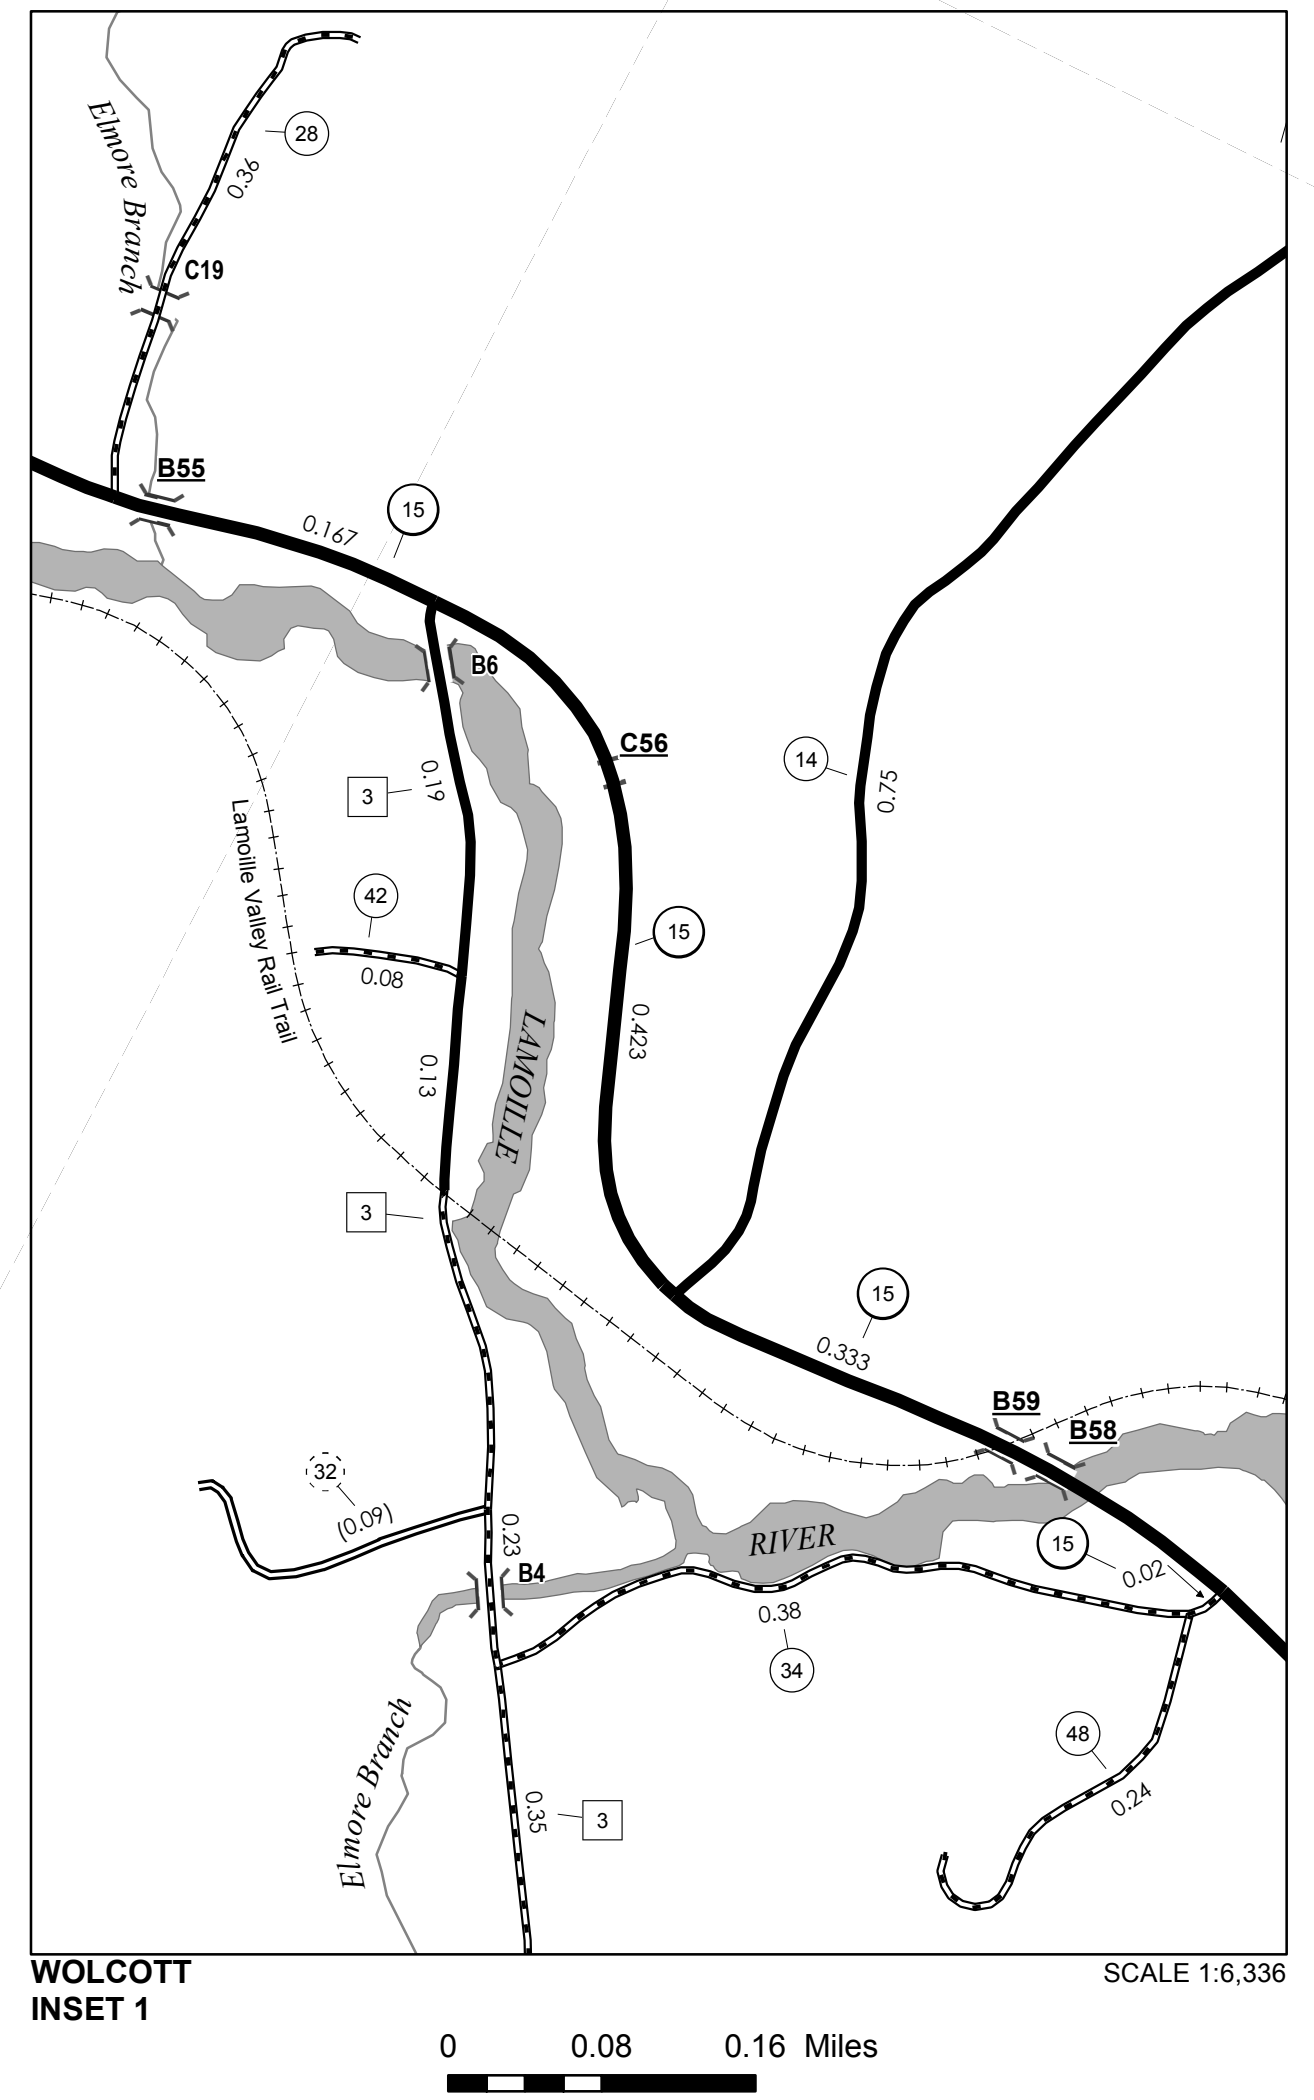 Elmore Branch
28
0.36
C19
B55
15
0.167
B6
C56
3
0.19
14
0.75
Lamoille Valley Rail Trail
42
0.08
15
0.423
LAMOILLE
0.13
3
15
0.333
B59
B58
32
(0.09)
0.23
B4
RIVER
15
0.02
0.38
34
Elmore Branch
48
0.24
0.35
3
WOLCOTT
INSET 1
SCALE 1:6,336
0 0.08 0.16 Miles